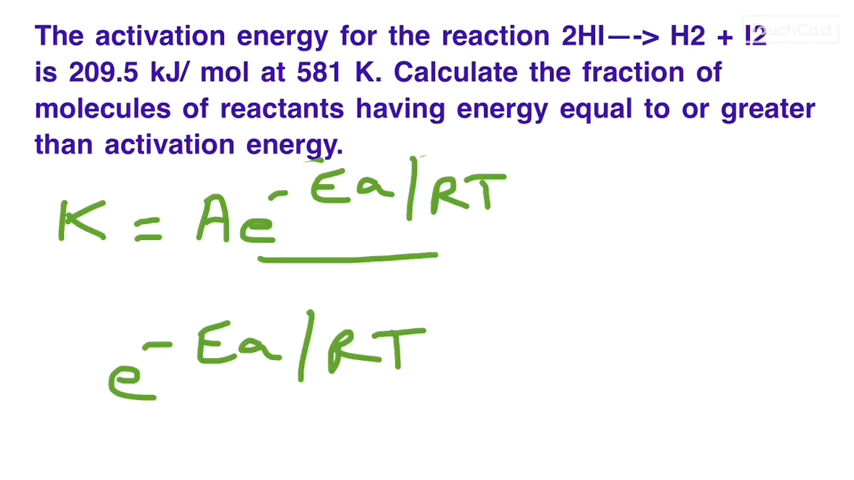 The activation energy for the reaction 2HI—-> H2 + I2
is 209.5 kJ/ mol at 581 K. Calculate the fraction of
molecules of reactants having energy equal to or greater
than activation energy.
K = Ae- Ea/RT
e- Ea/RT